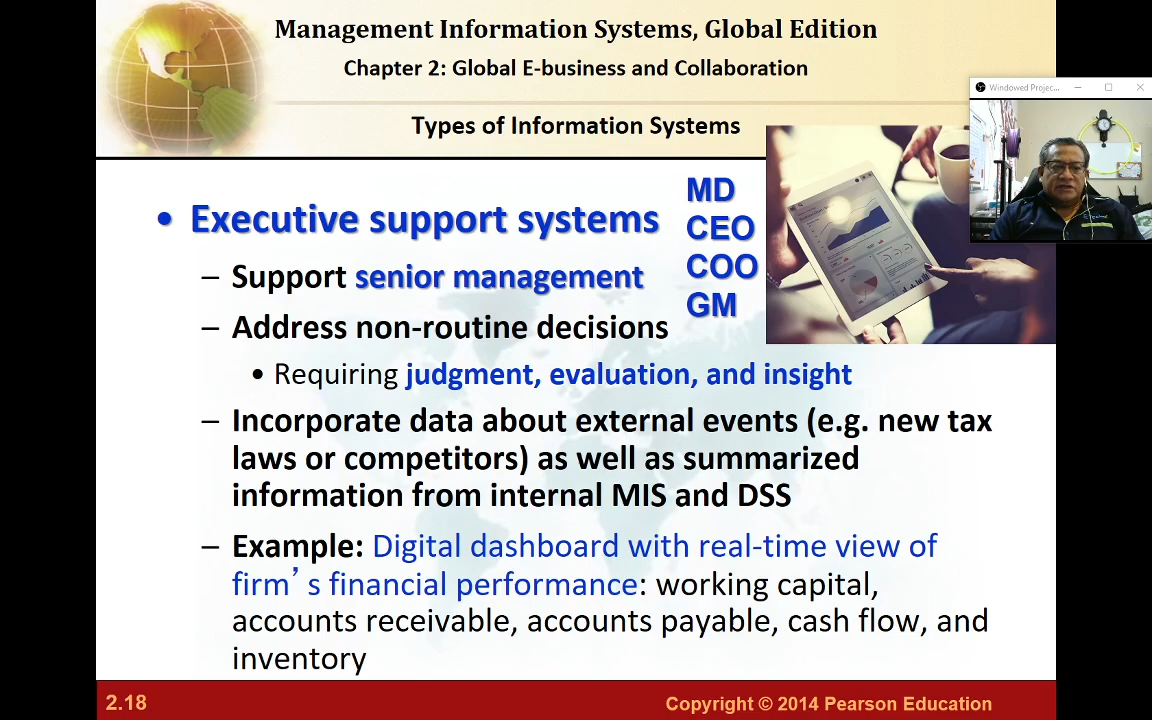 Management Information Systems, Global Edition
Chapter 2: Global E-business and Collaboration
Types of Information Systems
Windowed Projec...
• Executive support systems
MD
CEO
COO
GM
– Support senior management
– Address non-routine decisions
• Requiring judgment, evaluation, and insight
– Incorporate data about external events (e.g. new tax
laws or competitors) as well as summarized
information from internal MIS and DSS
– Example: Digital dashboard with real-time view of
firm’s financial performance: working capital,
accounts receivable, accounts payable, cash flow, and
inventory
2.18
Copyright © 2014 Pearson Education